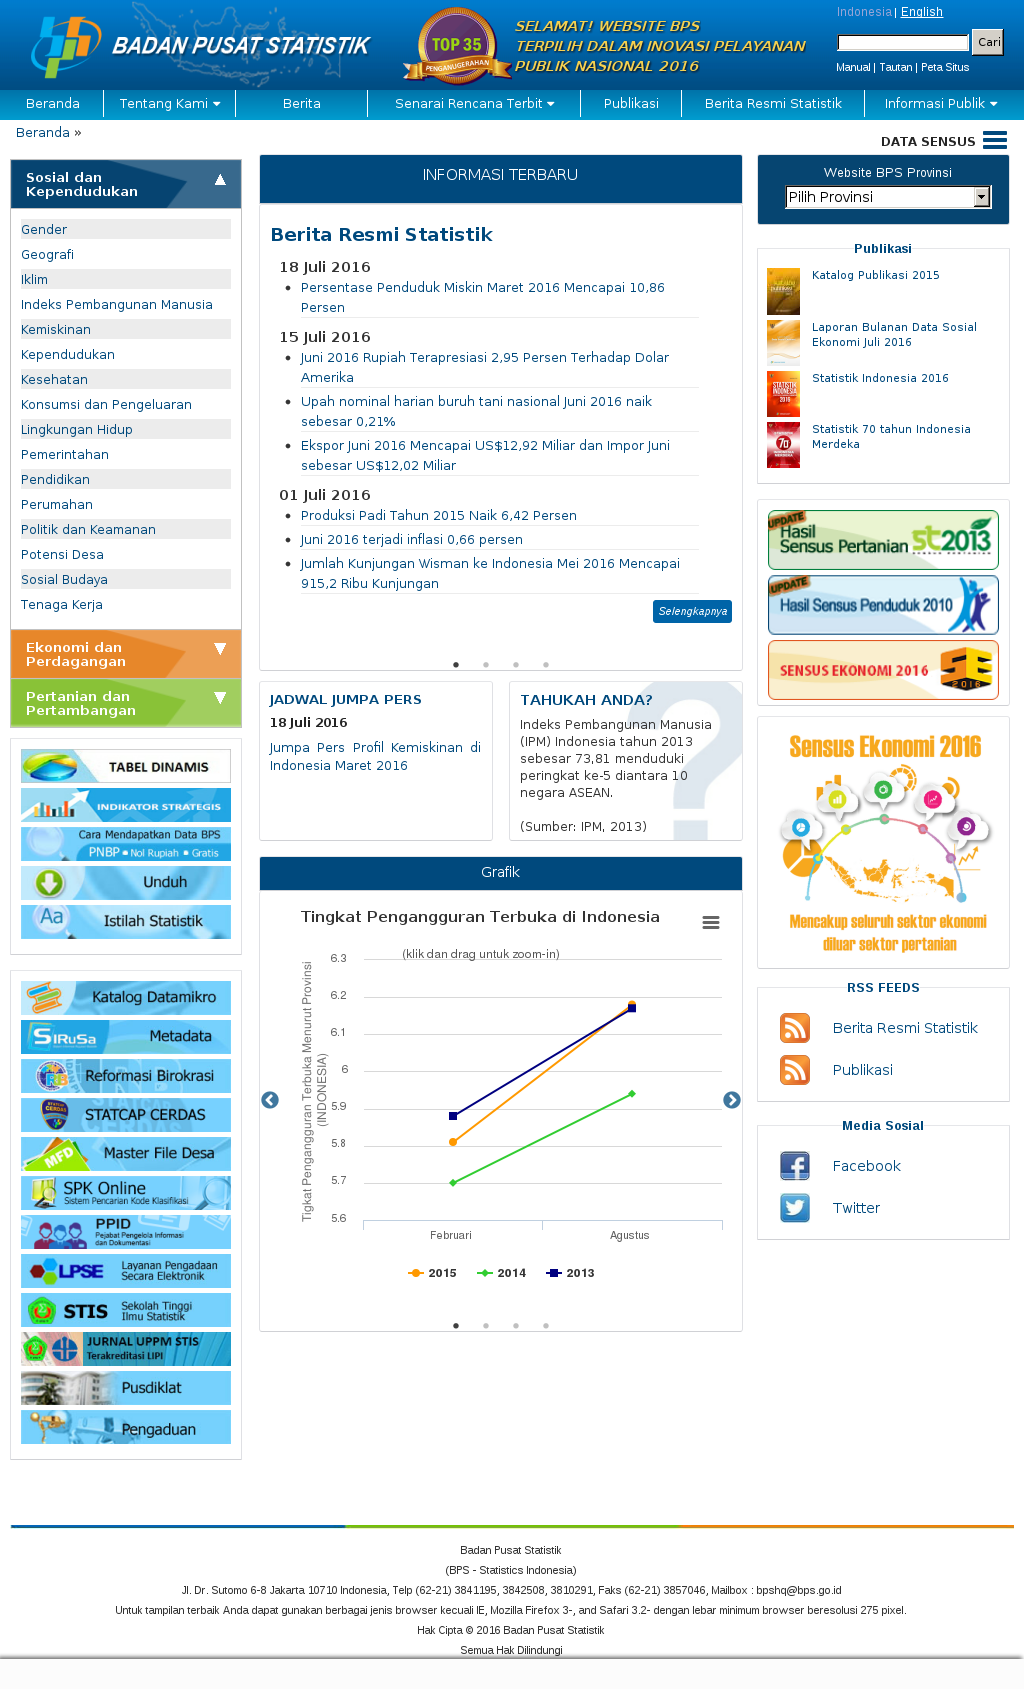 BADAN PUSAT STATISTIK
TOP 35
PENGANUGERAHAN
SELAMAT! WEBSITE BPS
TERPILIH DALAM INOVASI PELAYANAN
PUBLIK NASIONAL 2016
Indonesia | English
Cari
Manual | Tautan | Peta Situs
Beranda
Tentang Kami
Berita
Senarai Rencana Terbit
Publikasi
Berita Resmi Statistik
Informasi Publik
Beranda »
DATA SENSUS
Sosial dan
Kependudukan
Gender
Geografi
Iklim
Indeks Pembangunan Manusia
Kemiskinan
Kependudukan
Kesehatan
Konsumsi dan Pengeluaran
Lingkungan Hidup
Pemerintahan
Pendidikan
Perumahan
Politik dan Keamanan
Potensi Desa
Sosial Budaya
Tenaga Kerja
Ekonomi dan
Perdagangan
Pertanian dan
Pertambangan
TABEL DINAMIS
INDIKATOR STRATEGIS
Cara Mendapatkan Data BPS
PNBP Nol Rupiah Gratis
Unduh
Aa
Istilah Statistik
Katalog Datamikro
SIRuSa
Metadata
RB
Reformasi Birokrasi
STATCAP CERDAS
MFD
Master File Desa
SPK Online
Sistem Pencarian Kode Klasifikasi
PPID
Pejabat Pengelola Informasi
dan Dokumentasi
LPSE
Layanan Pengadaan
Secara Elektronik
STIS
Sekolah Tinggi
Ilmu Statistik
JURNAL UPPM STIS
Terakreditasi LIPI
Pusdiklat
Pengaduan
INFORMASI TERBARU
Berita Resmi Statistik
18 Juli 2016
Persentase Penduduk Miskin Maret 2016 Mencapai 10,86
Persen
15 Juli 2016
Juni 2016 Rupiah Terapresiasi 2,95 Persen Terhadap Dolar
Amerika
Upah nominal harian buruh tani nasional Juni 2016 naik
sebesar 0,21%
Ekspor Juni 2016 Mencapai US$12,92 Miliar dan Impor Juni
sebesar US$12,02 Miliar
01 Juli 2016
Produksi Padi Tahun 2015 Naik 6,42 Persen
Juni 2016 terjadi inflasi 0,66 persen
Jumlah Kunjungan Wisman ke Indonesia Mei 2016 Mencapai
915,2 Ribu Kunjungan
Selengkapnya
JADWAL JUMPA PERS
18 Juli 2016
Jumpa Pers Profil Kemiskinan di
Indonesia Maret 2016
TAHUKAH ANDA?
Indeks Pembangunan Manusia
(IPM) Indonesia tahun 2013
sebesar 73,81 menduduki
peringkat ke-5 diantara 10
negara ASEAN.
(Sumber: IPM, 2013)
Grafik
Tingkat Pengangguran Terbuka di Indonesia
(klik dan drag untuk zoom-in)
Tigkat Pengangguran Terbuka Menurut Provinsi
(INDONESIA)
6.3
6.2
6.1
6
5.9
5.8
5.7
5.6
Februari
Agustus
2015
2014
2013
Website BPS Provinsi
Pilih Provinsi
Publikasi
Katalog Publikasi 2015
Laporan Bulanan Data Sosial
Ekonomi Juli 2016
STATISTIK
INDONESIA
2016
Statistik Indonesia 2016
70
Statistik 70 tahun Indonesia
Merdeka
UPDATE
Hasil
Sensus Pertanian
st2013
SENSUS PERTANIAN
UPDATE
Hasil Sensus Penduduk 2010
SENSUS EKONOMI 2016
SE
2016
Sensus Ekonomi 2016
Mencakup seluruh sektor ekonomi
diluar sektor pertanian
RSS FEEDS
Berita Resmi Statistik
Publikasi
Media Sosial
Facebook
Twitter
Badan Pusat Statistik
(BPS - Statistics Indonesia)
Jl. Dr. Sutomo 6-8 Jakarta 10710 Indonesia, Telp (62-21) 3841195, 3842508, 3810291, Faks (62-21) 3857046, Mailbox : bpshq@bps.go.id
Untuk tampilan terbaik Anda dapat gunakan berbagai jenis browser kecuali IE, Mozilla Firefox 3-, and Safari 3.2- dengan lebar minimum browser beresolusi 275 pixel.
Hak Cipta © 2016 Badan Pusat Statistik
Semua Hak Dilindungi